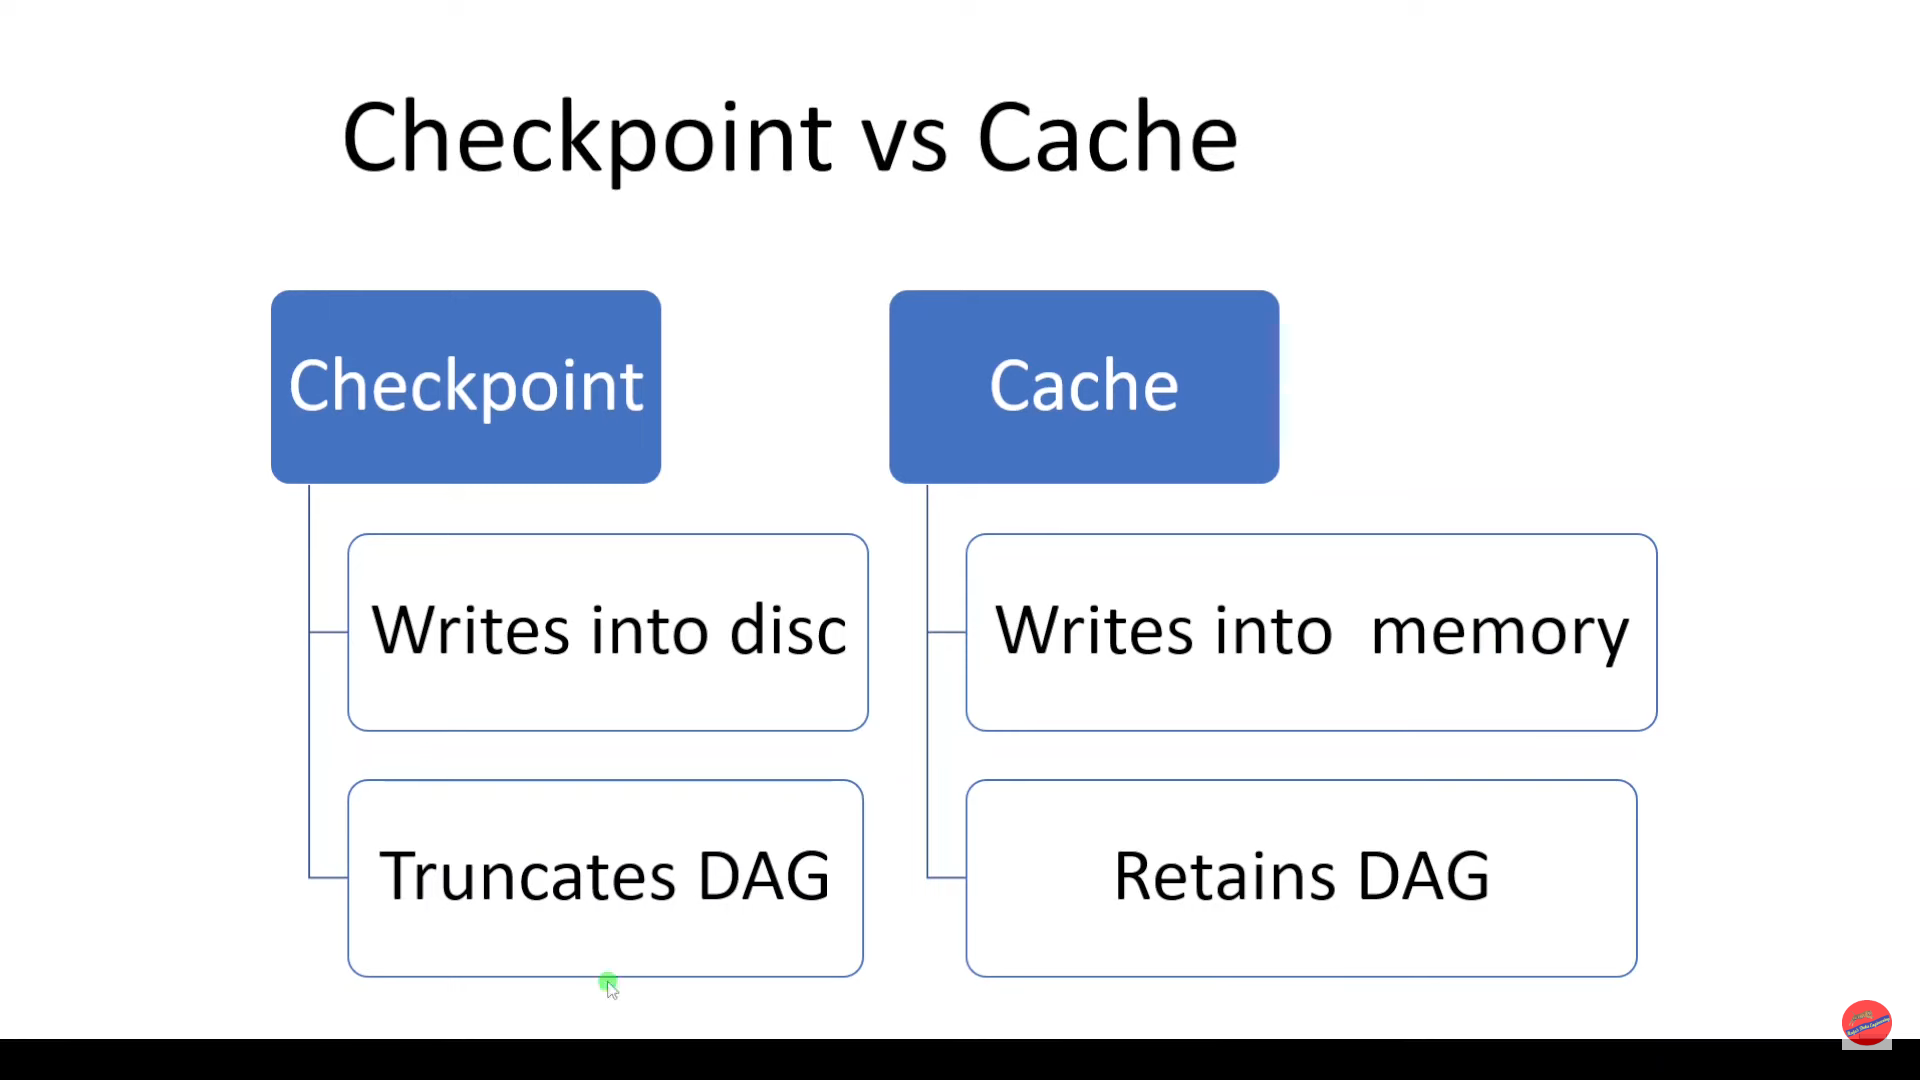 Checkpoint vs Cache
Checkpoint
Writes into disc
Truncates DAG
Cache
Writes into  memory
Retains DAG